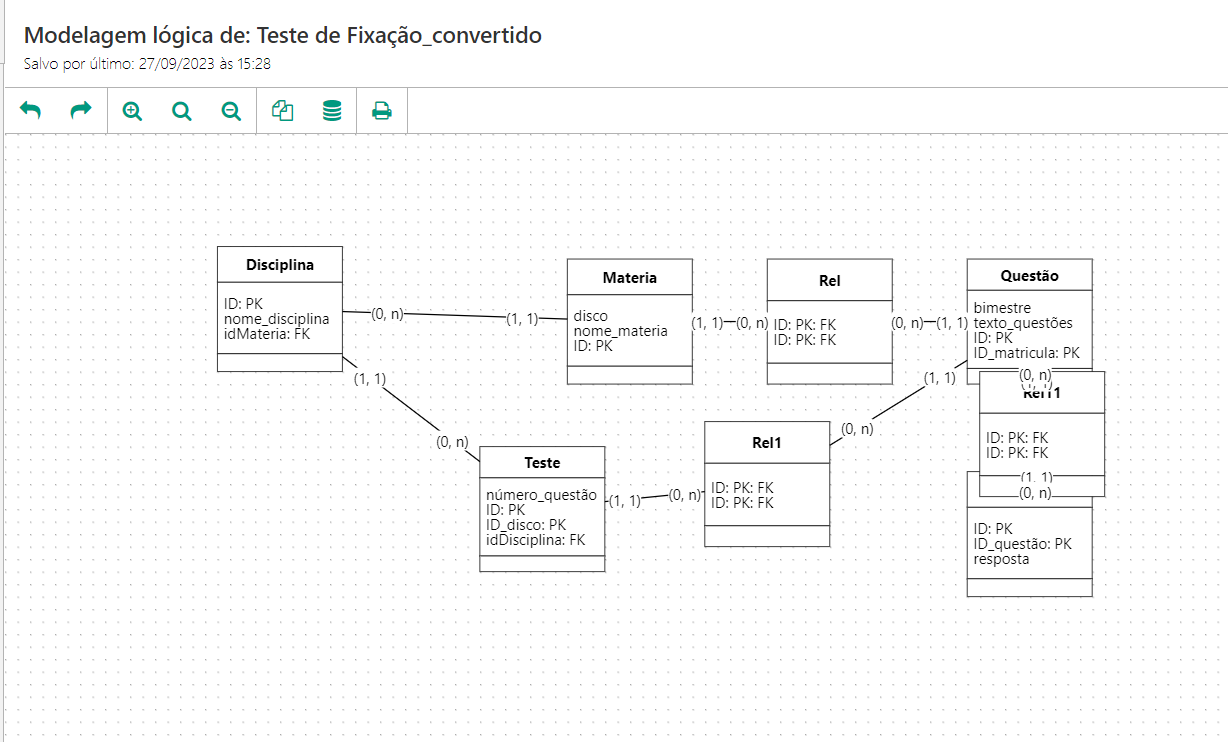 Modelagem lógica de: Teste de Fixação_convertido
Salvo por último: 27/09/2023 às 15:28
Disciplina
ID: PK
nome_disciplina
idMateria: FK
(0, n)
(1, 1)
Materia
disco
nome_materia
ID: PK
(1, 1)
(0, n)
Rel
ID: PK: FK
ID: PK: FK
(0, n)
(1, 1)
Questão
bimestre
texto_questões
ID: PK
ID_matricula: PK
(1, 1)
(0, n)
Teste
número_questão
ID: PK
ID_disco: PK
idDisciplina: FK
(1, 1)
(0, n)
Rel1
ID: PK: FK
ID: PK: FK
(0, n)
(1, 1)
(0, n)
ID: PK: FK
ID: PK: FK
(1, 1)
(0, n)
ID: PK
ID_questão: PK
resposta